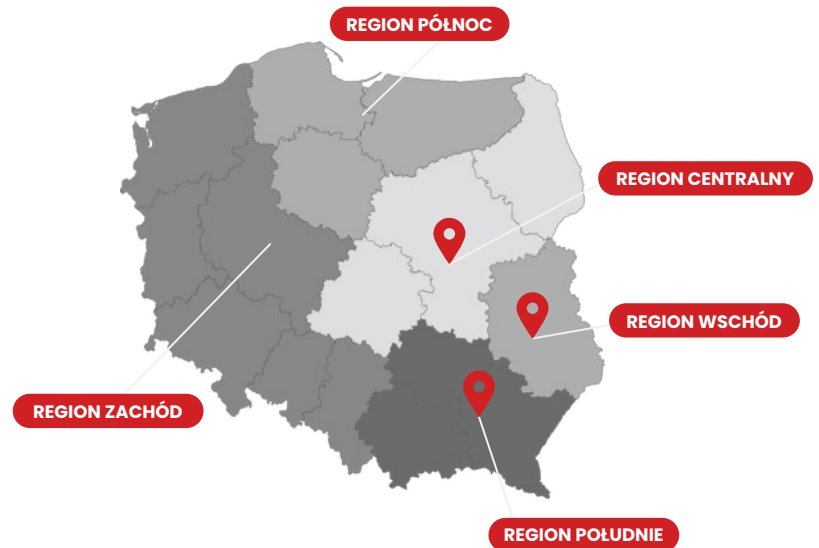 REGION PÓŁNOC
REGION CENTRALNY
REGION WSCHÓD
REGION ZACHÓD
REGION POŁUDNIE